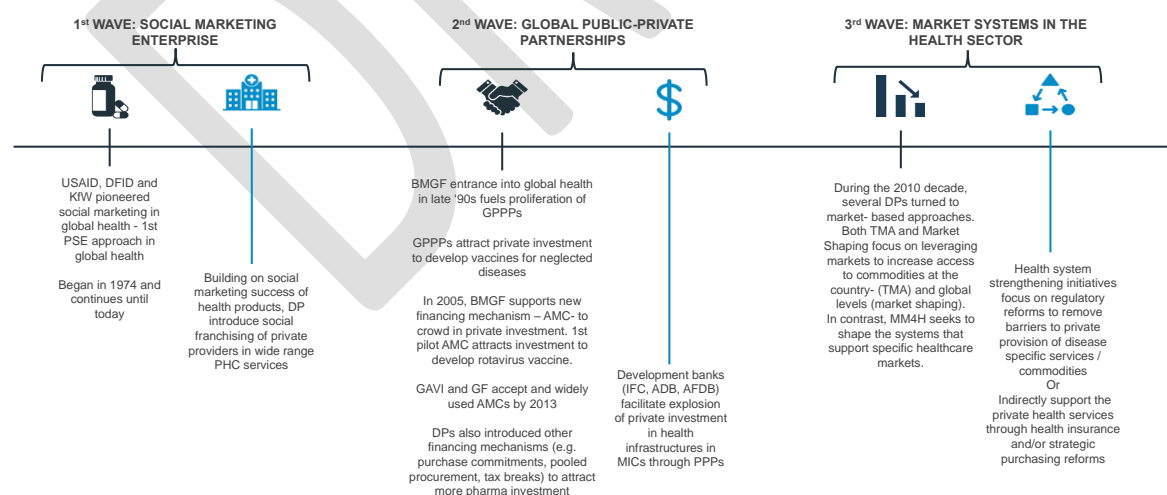 1st WAVE: SOCIAL MARKETING
ENTERPRISE
USAID, DFID and
KfW pioneered
social marketing in
global health - 1st
PSE approach in
global health
Began in 1974 and
continues until
today
Building on social
marketing success of
health products, DP
introduce social
franchising of private
providers in wide range
PHC services
2nd WAVE: GLOBAL PUBLIC-PRIVATE
PARTNERSHIPS
$
BMGF entrance into global health
in late ‘90s fuels proliferation of
GPPPs
GPPPs attract private investment
to develop vaccines for neglected
diseases
In 2005, BMGF supports new
financing mechanism – AMC- to
crowd in private investment. 1st
pilot AMC attracts investment to
develop rotavirus vaccine.
GAVI and GF accept and widely
used AMCs by 2013
DPs also introduced other
financing mechanisms (e.g.
purchase commitments, pooled
procurement, tax breaks) to attract
more pharma investment
Development banks
(IFC, ADB, AFDB)
facilitate explosion
of private investment
in health
infrastructures in
MICs through PPPs
3rd WAVE: MARKET SYSTEMS IN THE
HEALTH SECTOR
During the 2010 decade,
several DPs turned to
market- based approaches.
Both TMA and Market
Shaping focus on leveraging
markets to increase access
to commodities at the
country- (TMA) and global
levels (market shaping).
In contrast, MM4H seeks to
shape the systems that
support specific healthcare
markets.
Health system
strengthening initiatives
focus on regulatory
reforms to remove
barriers to private
provision of disease
specific services /
commodities
Or
Indirectly support the
private health services
through health insurance
and/or strategic
purchasing reforms